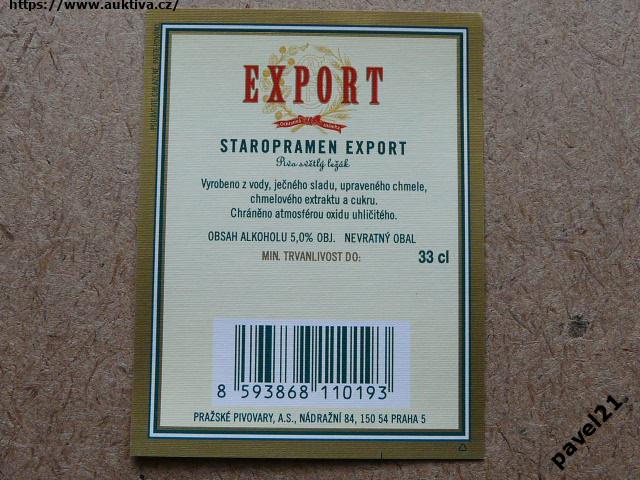 https://www.auktiva.cz/
EXPORT
Ochranná známka
STAROPRAMEN EXPORT
Pivo světlý ležák
Vyrobeno z vody, ječného sladu, upraveného chmele,
chmelového extraktu a cukru.
Chráněno atmosférou oxidu uhličitého.
OBSAH ALKOHOLU 5,0% OBJ. NEVRATNÝ OBAL
MIN. TRVANLIVOST DO:
33 cl
8 593868 110193
PRAŽSKÉ PIVOVARY, A.S., NÁDRAŽNÍ 84, 150 54 PRAHA 5
pavel21